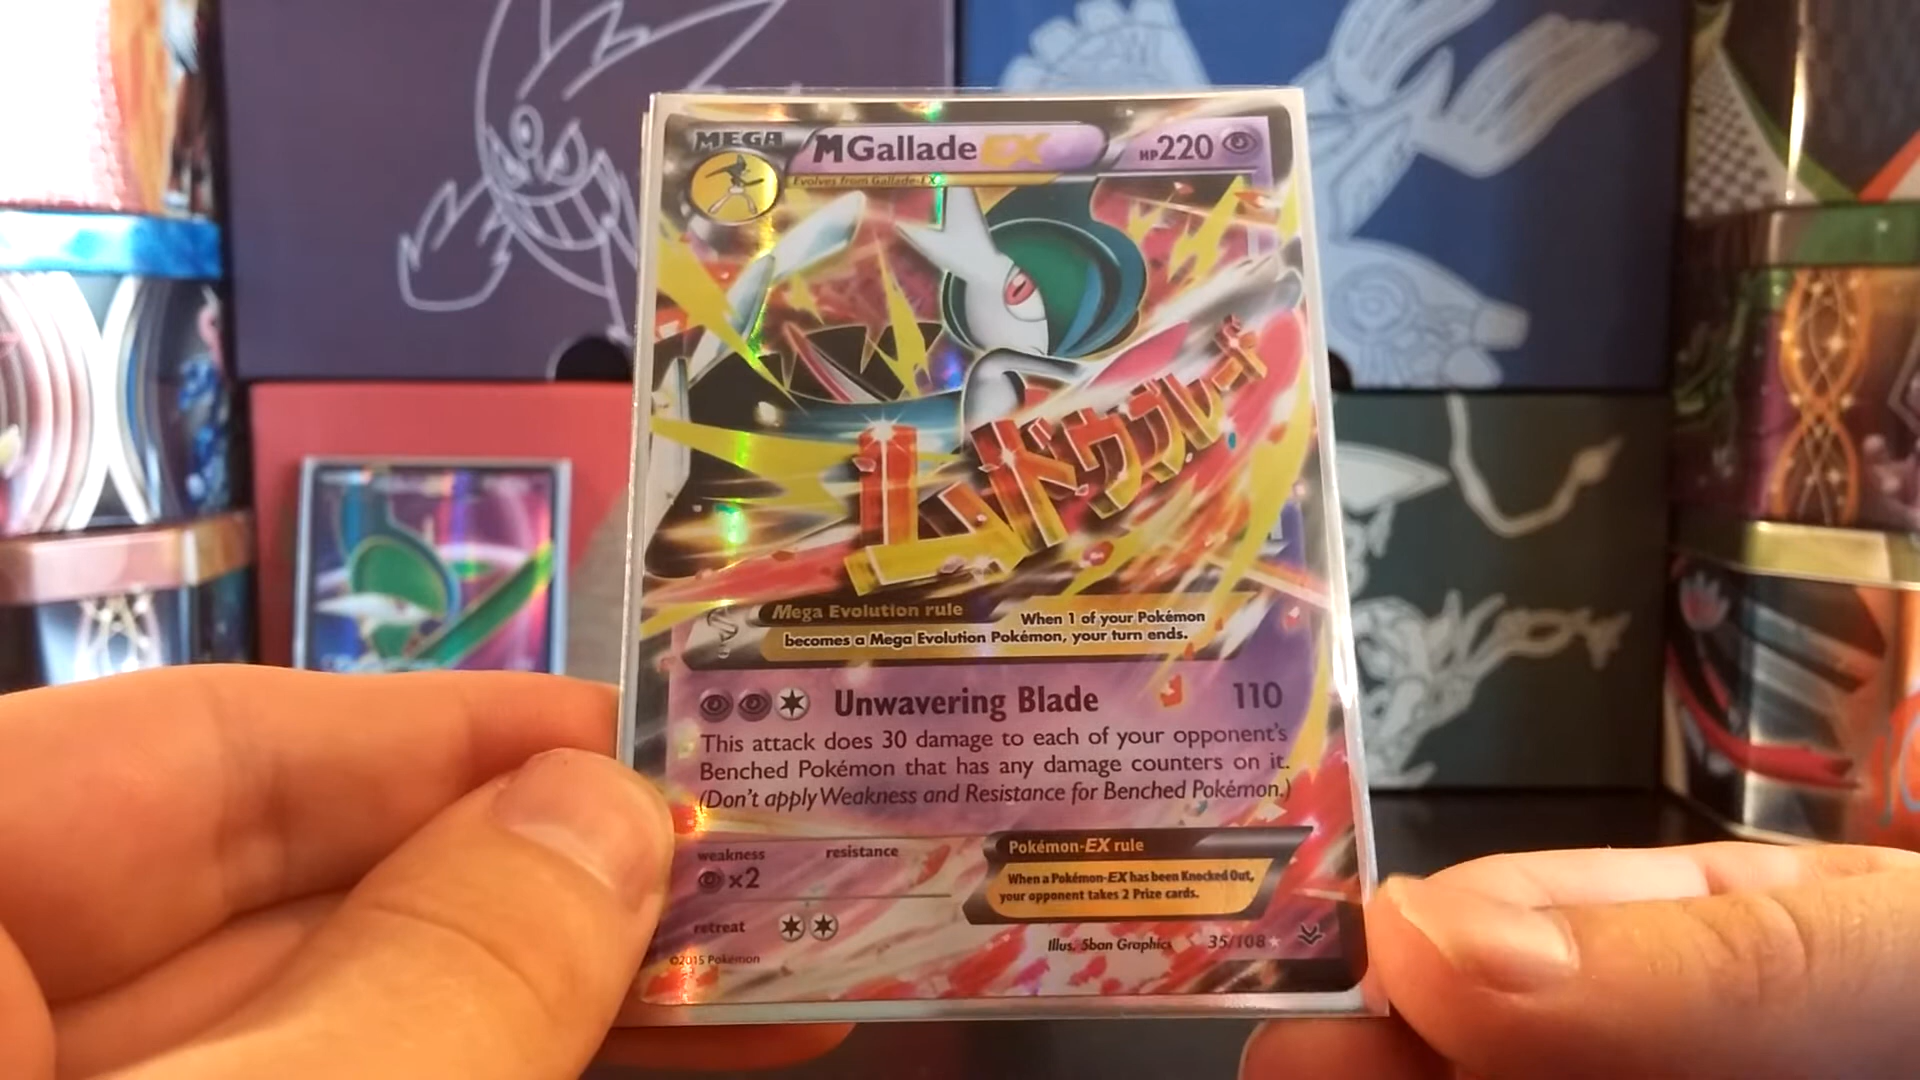 MEGA
MGallade EX
HP220
Evolves from Gallade-EX
ムドウブレード
Mega Evolution rule
When 1 of your Pokémon
becomes a Mega Evolution Pokémon, your turn ends.
Unwavering Blade 110
This attack does 30 damage to each of your opponent's
Benched Pokémon that has any damage counters on it.
(Don't apply Weakness and Resistance for Benched Pokémon.)
weakness
resistance
x2
retreat
Pokémon-EX rule
When a Pokémon-EX has been Knocked Out,
your opponent takes 2 Prize cards.
Illus. 5ban Graphics
35/108
©2015 Pokémon